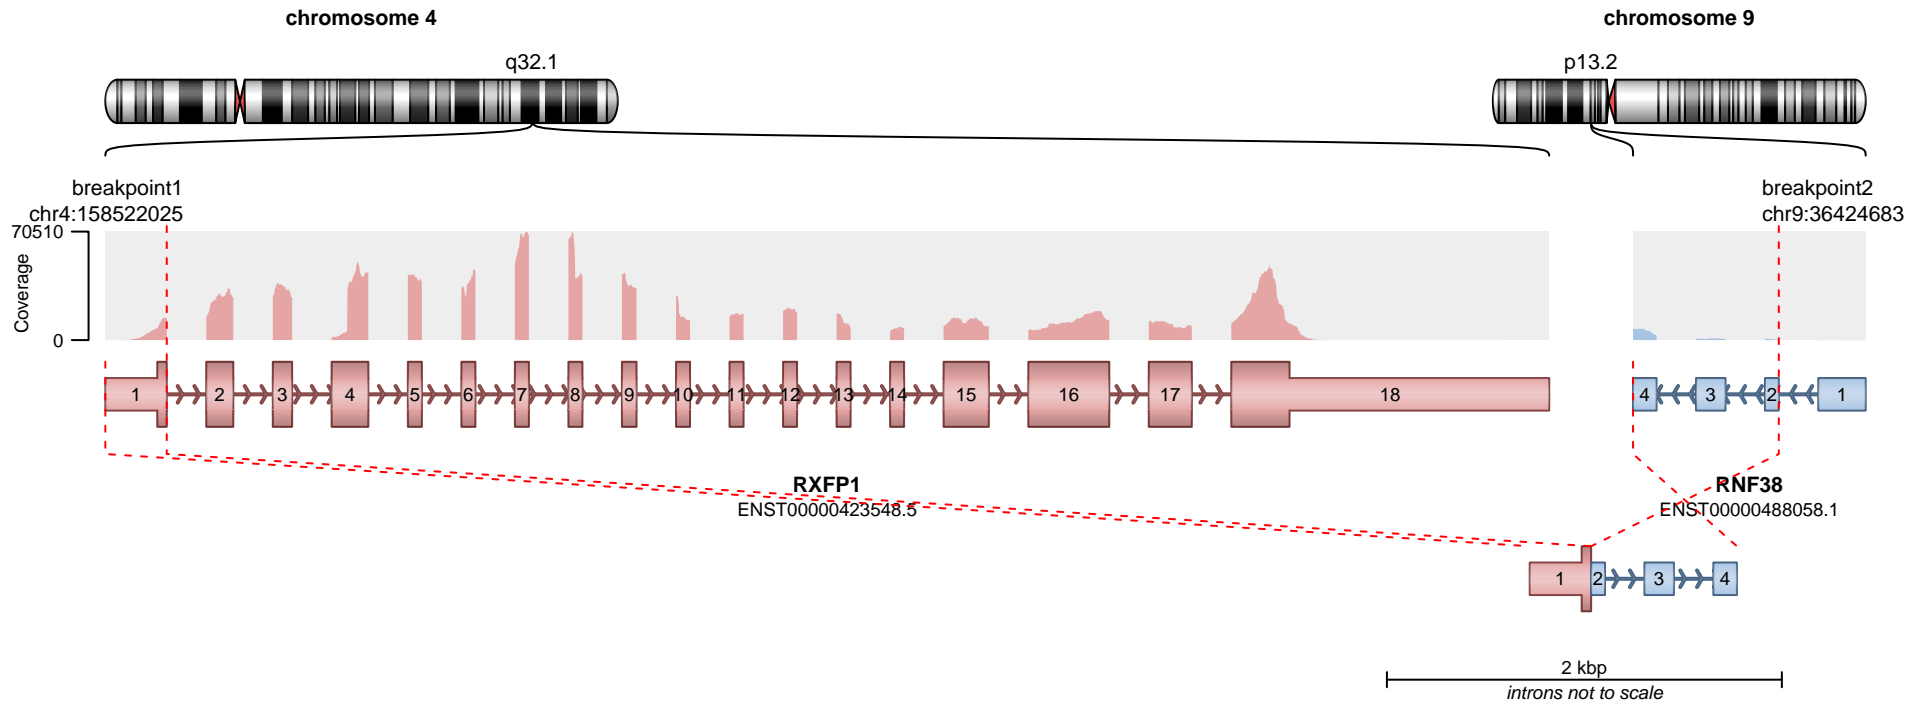 chromosome 4
chromosome 9
q32.1
p13.2
breakpoint1
chr4:158522025
breakpoint2
chr9:36424683
70510
Coverage
0
1 2 3 4 5 6 7 8 9 10 11 12 13 14 15 16 17 18
4 3 2 1
RXFP1
ENST00000423548.5
RNF38
ENST00000488058.1
1 2 3 4
2 kbp
introns not to scale